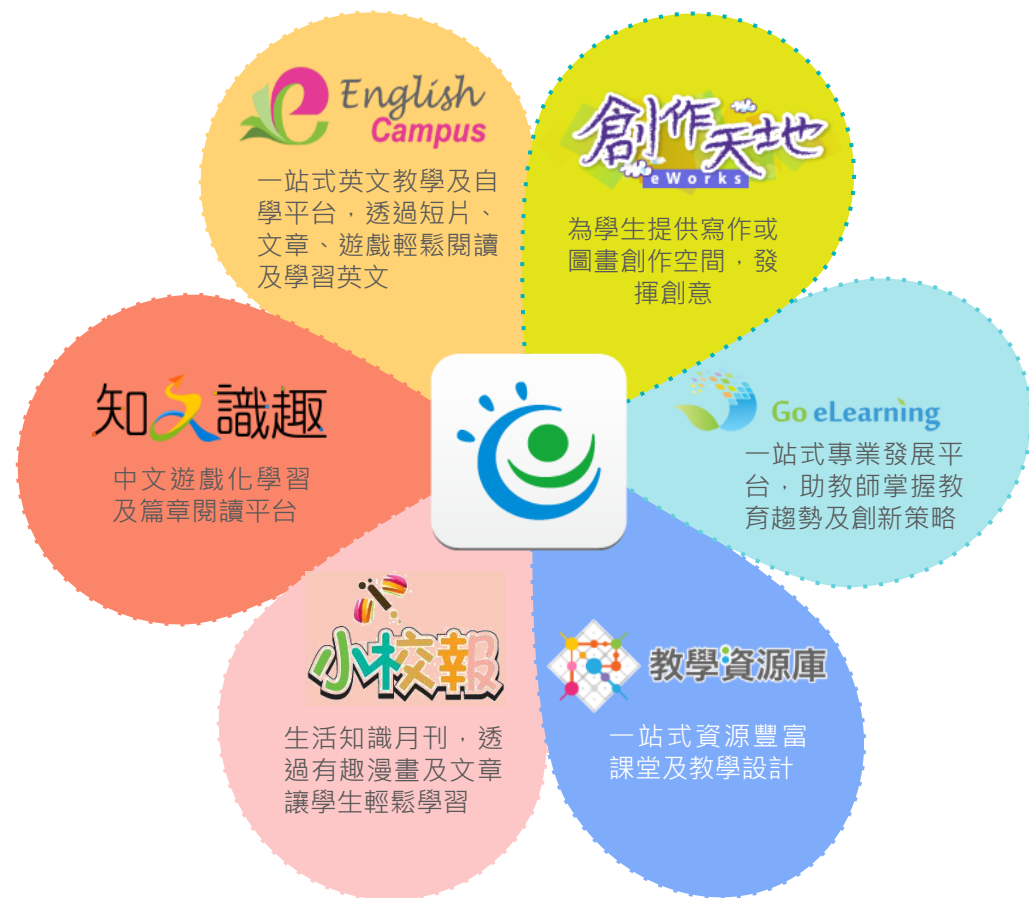 English
Campus
一站式英文教學及自
學平台，透過短片、
文章、遊戲輕鬆閱讀
及學習英文
創作天地
eWorks
為學生提供寫作或
圖畫創作空間，發
揮創意
知文識趣
中文遊戲化學習
及篇章閱讀平台
Go eLearning
一站式專業發展平
台，助教師掌握教
育趨勢及創新策略
小校報
生活知識月刊，透
過有趣漫畫及文章
讓學生輕鬆學習
教學資源庫
一站式資源豐富
課堂及教學設計